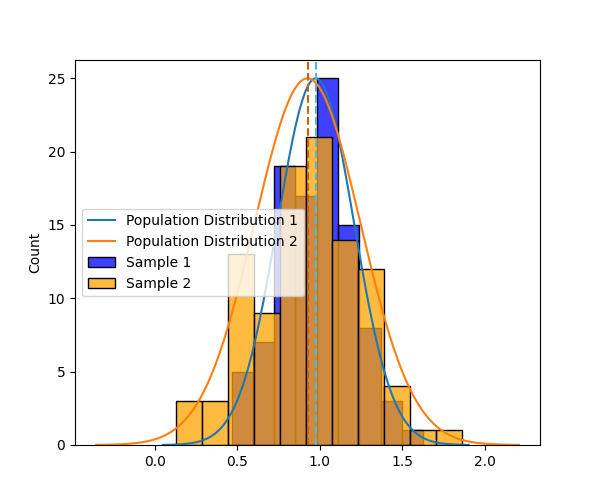 25
20
15
10
5
0
Count
Population Distribution 1
Population Distribution 2
Sample 1
Sample 2
0.0 0.5 1.0 1.5 2.0